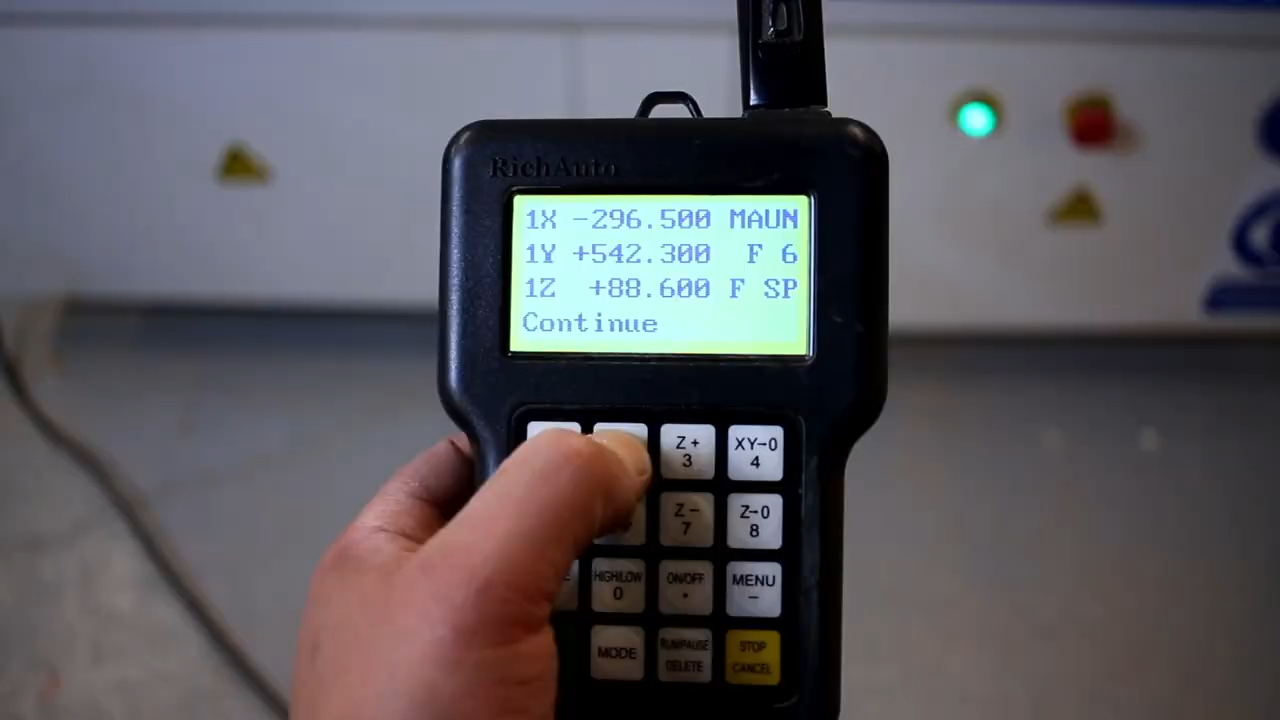 RichAuto
1X -296.500 MAUN
1Y +542.300 F 6
1Z +88.600 F SP
Continue
Z+
3
XY→0
4
Z-
7
Z→0
8
HIGH/LOW
0
ON/OFF
.
MENU
-
MODE
RUN/PAUSE
DELETE
STOP
CANCEL